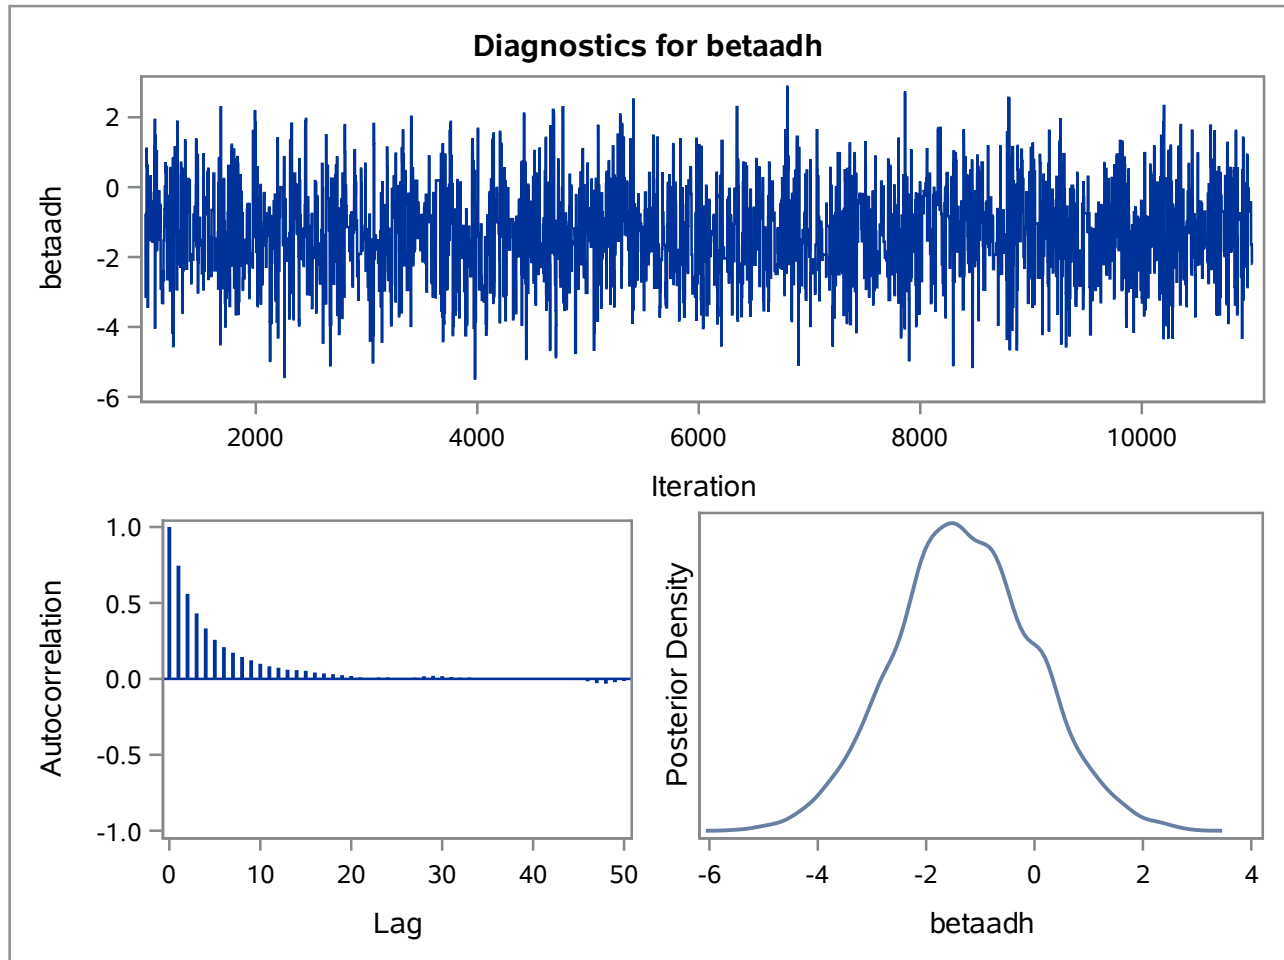 Diagnostics for betaadh
betaadh
2
0
-2
-4
-6
2000 4000 6000 8000 10000
Iteration
Autocorrelation
1.0
0.5
0.0
-0.5
-1.0
0 10 20 30 40 50
Lag
Posterior Density
-6 -4 -2 0 2 4
betaadh